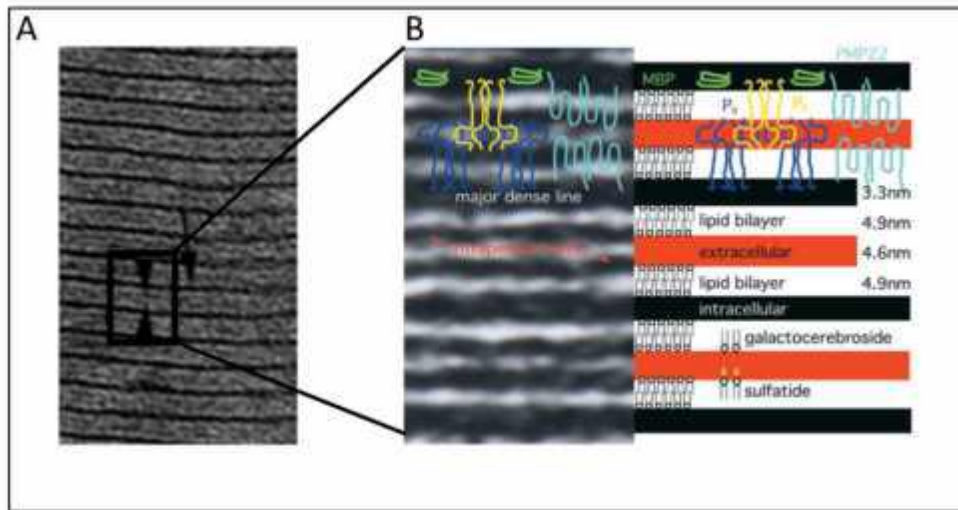 A
B
PMP22
MBP
P₀
P₀
major dense line
3.3nm
lipid bilayer
4.9nm
extracellular
4.6nm
lipid bilayer
4.9nm
intracellular
galactocerebroside
sulfatide